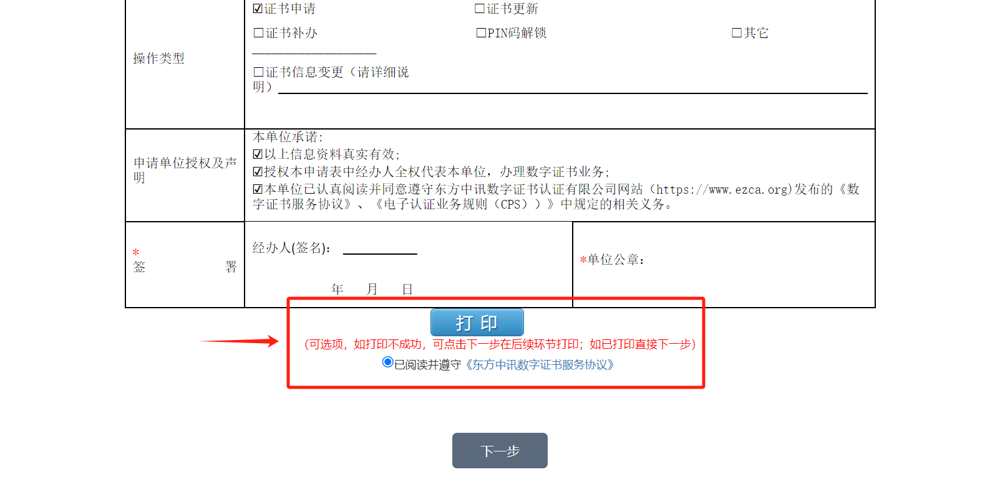 ☑证书申请 □证书更新
□证书补办 □PIN码解锁 □其它
操作类型
□证书信息变更（请详细说
明）
本单位承诺:
☑以上信息资料真实有效;
申请单位授权及声
明
☑授权本申请表中经办人全权代表本单位，办理数字证书业务;
☑本单位已认真阅读并同意遵守东方中讯数字证书认证有限公司网站（https://www.ezca.org)发布的《数
字证书服务协议》、《电子认证业务规则（CPS））》中规定的相关义务。
*
签 署
经办人(签名)：
*单位公章：
年 月 日
打 印
（可选项，如打印不成功，可点击下一步在后续环节打印；如已打印直接下一步）
已阅读并遵守《东方中讯数字证书服务协议》
下一步